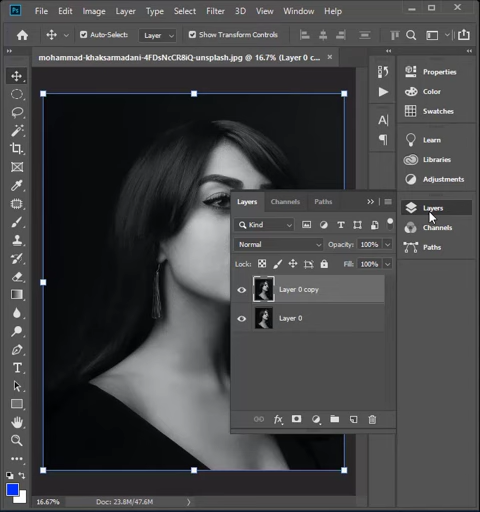 Ps File Edit Image Layer Type Select Filter 3D View Window Help
Auto-Select: Layer Show Transform Controls
mohammad-khaksarmadani-4FDsNcCR8iQ-unsplash.jpg @ 16.7% (Layer 0 c... ×
Properties
Color
Swatches
Learn
Libraries
Adjustments
Layers
Channels
Paths
Layers Channels Paths
Kind
Normal Opacity: 100%
Lock: Fill: 100%
Layer 0 copy
Layer 0
fx
16.67% Doc: 23.8M/47.6M